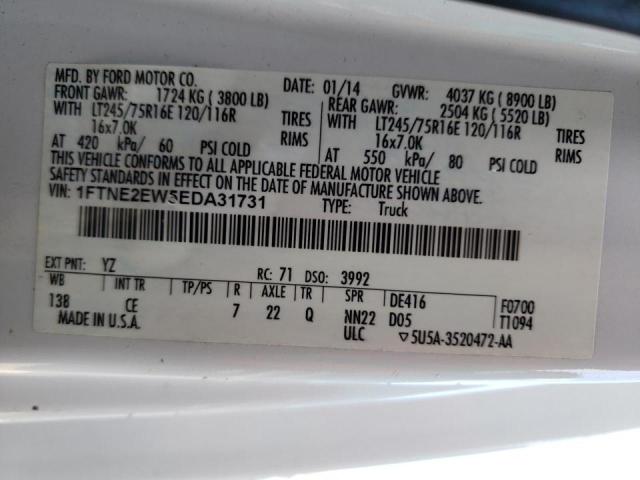 MFD. BY FORD MOTOR CO.
DATE: 01/14 GVWR: 4037 KG (8900 LB)
FRONT GAWR: 1724 KG (3800 LB)
REAR GAWR: 2504 KG (5520 LB)
WITH LT245/75R16E 120/116R TIRES
WITH LT245/75R16E 120/116R TIRES
16x7.0K RIMS
16x7.0K RIMS
AT 420 kPa/ 60 PSI COLD
AT 550 kPa/ 80 PSI COLD
THIS VEHICLE CONFORMS TO ALL APPLICABLE FEDERAL MOTOR VEHICLE
SAFETY STANDARDS IN EFFECT ON THE DATE OF MANUFACTURE SHOWN ABOVE.
VIN: 1FTNE2EW5EDA31731 TYPE: Truck
EXT PNT: YZ RC: 71 DSO: 3992
WB INT TR TP/PS R AXLE TR SPR DE416 F0700
138 CE 7 22 Q NN22 D05 T1094
MADE IN U.S.A. ULC ▽5U5A-3520472-AA